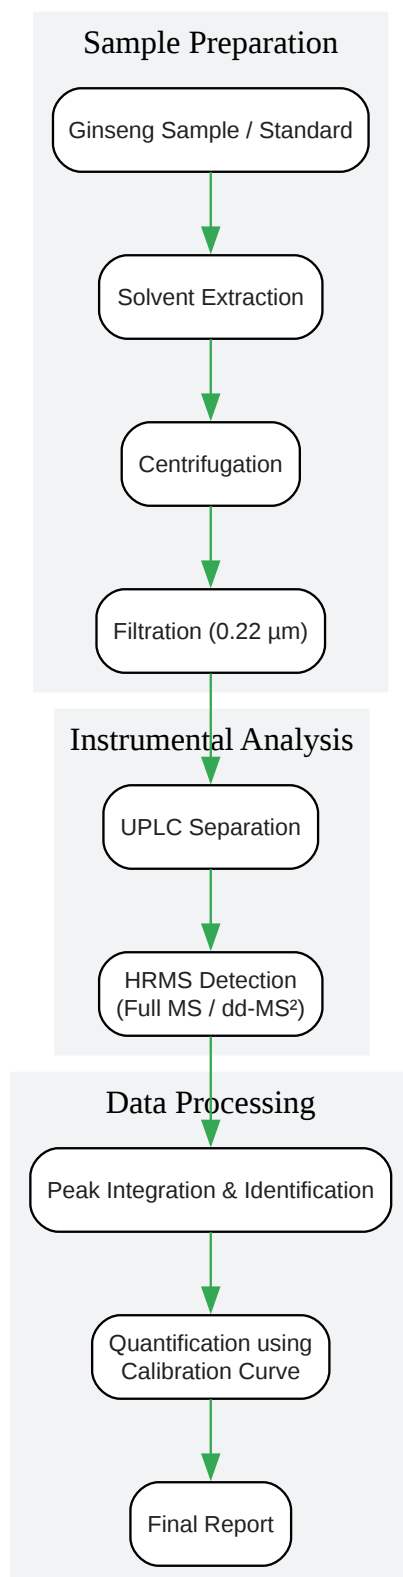 Sample Preparation
Ginseng Sample / Standard
Solvent Extraction
Centrifugation
Filtration (0.22 µm)
Instrumental Analysis
UPLC Separation
HRMS Detection
(Full MS / dd-MS²)
Data Processing
Peak Integration & Identification
Quantification using
Calibration Curve
Final Report